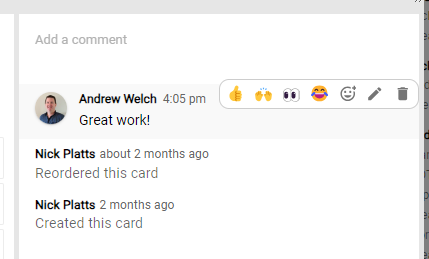 Add a comment
Andrew Welch 4:05 pm
Great work!
Nick Platts about 2 months ago
Reordered this card
Nick Platts 2 months ago
Created this card